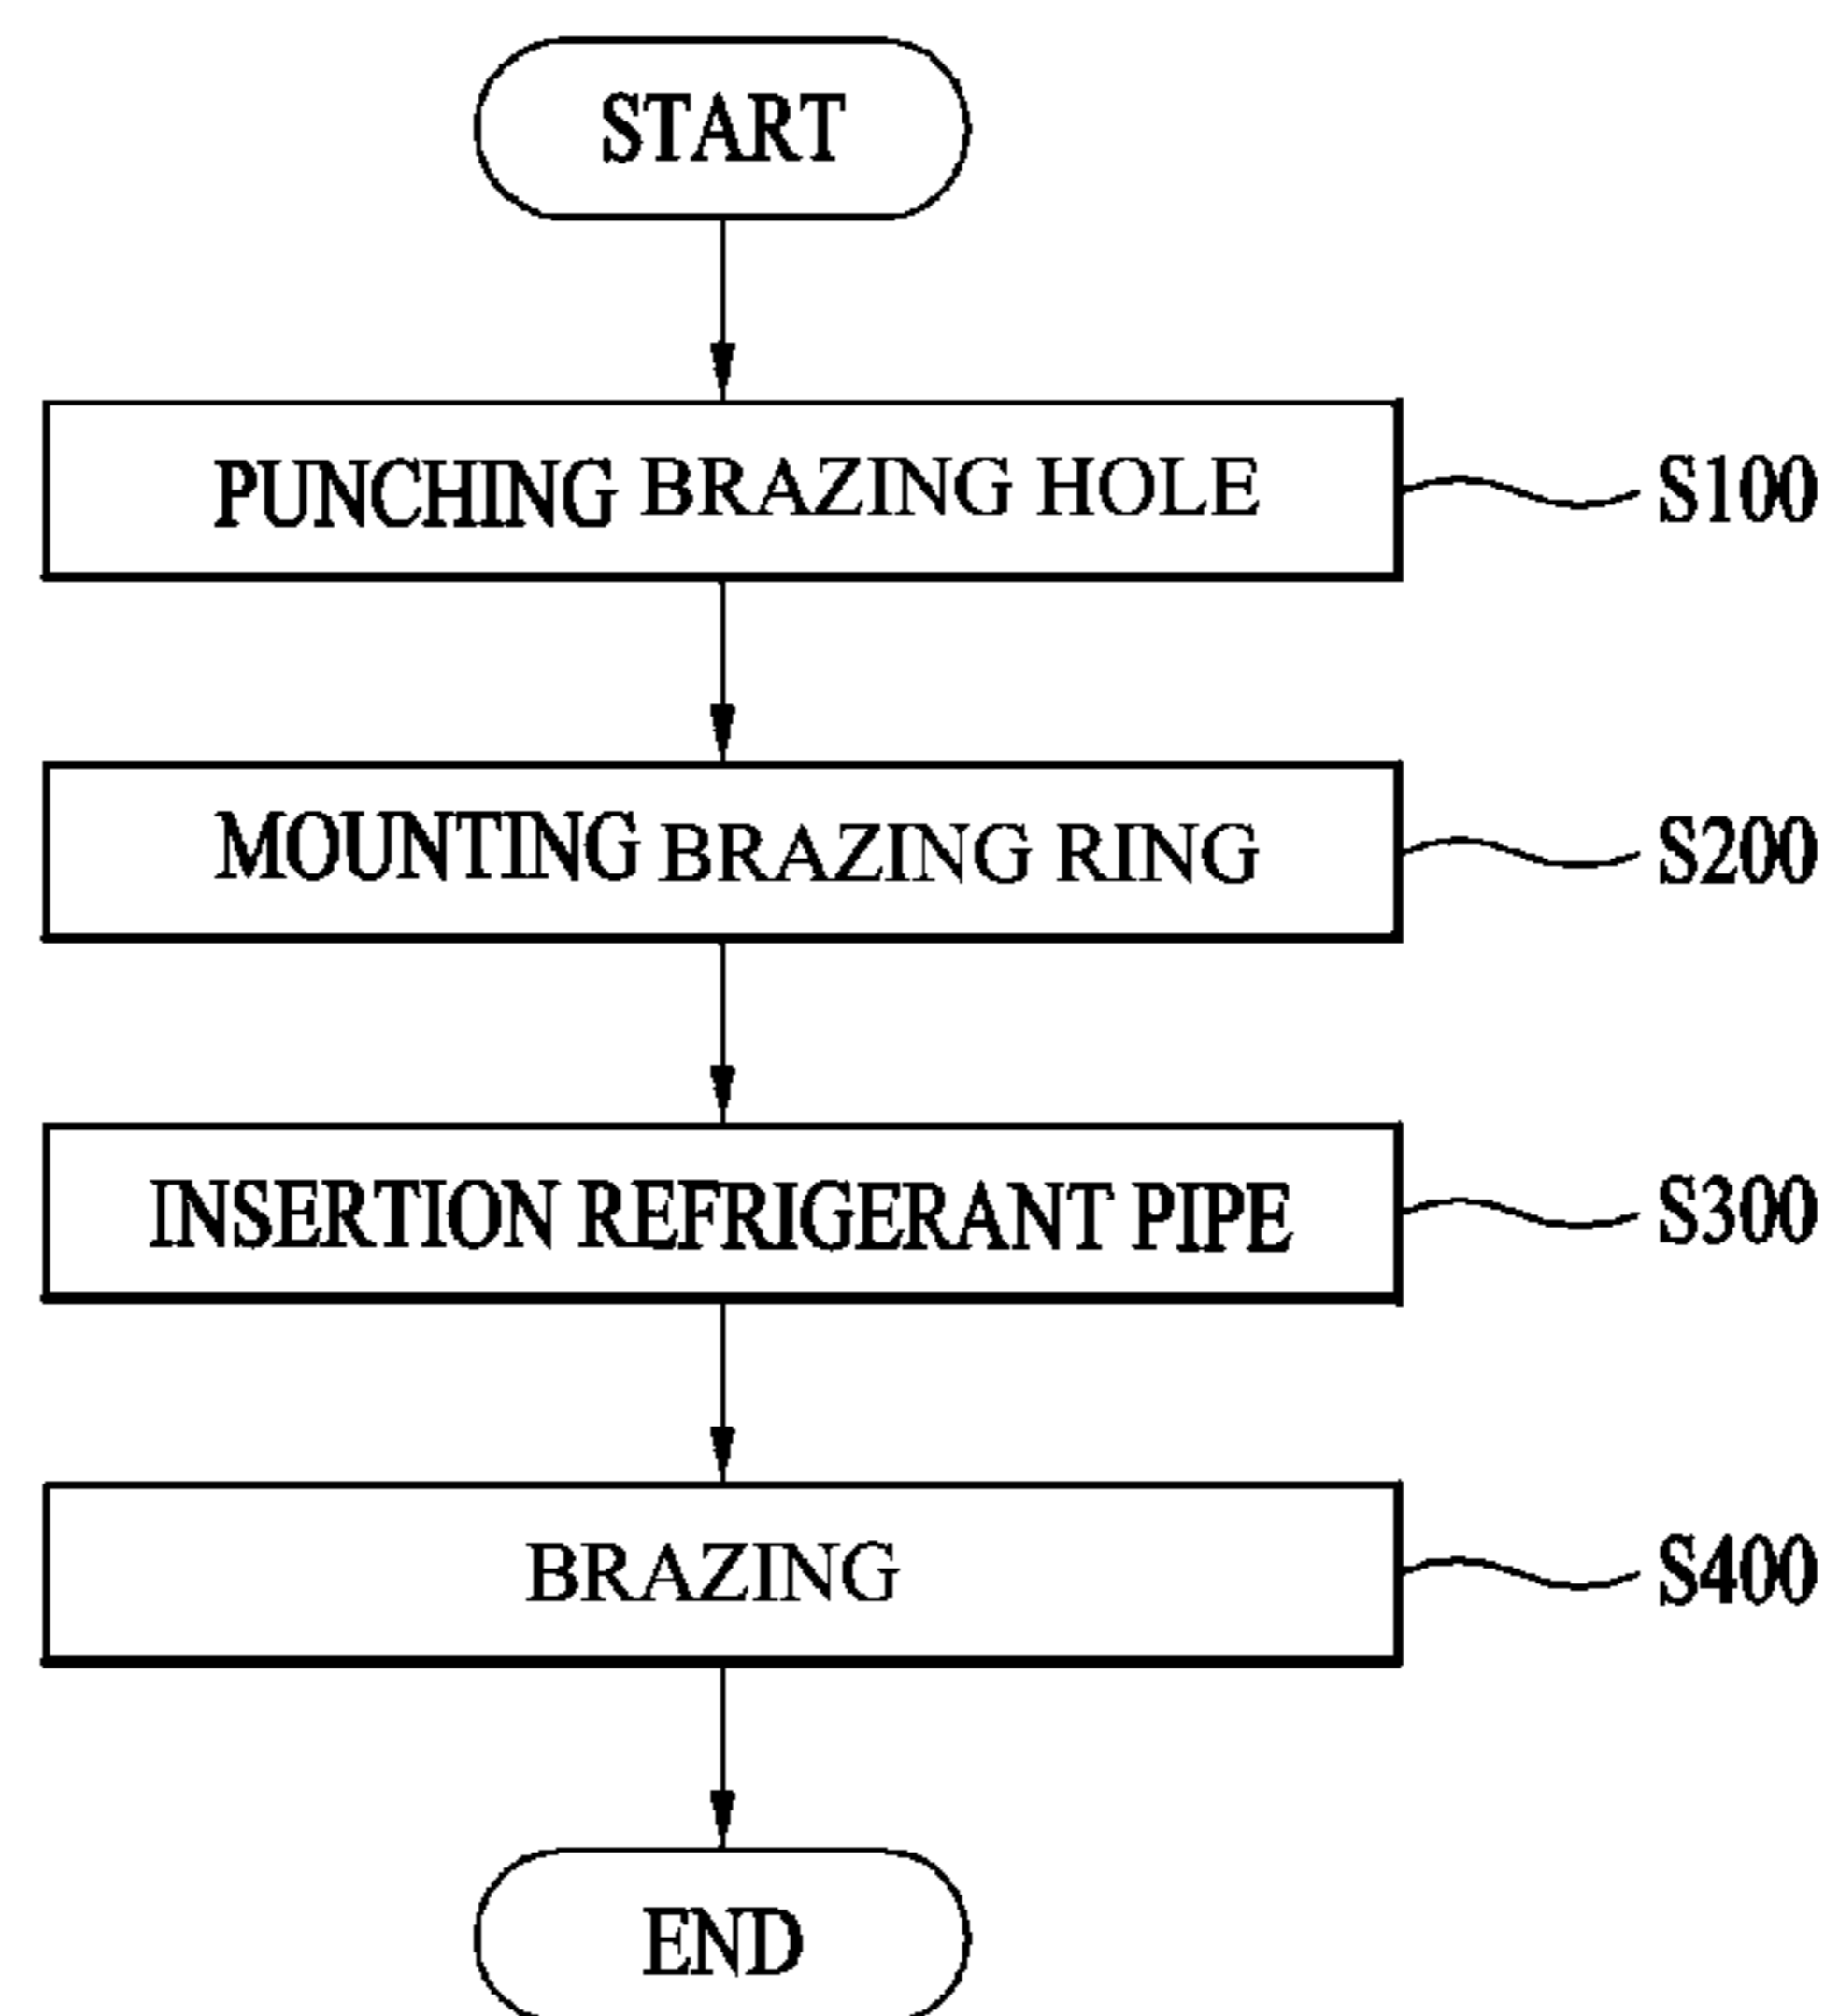 START
PUNCHING BRAZING HOLE S100
MOUNTING BRAZING RING S200
INSERTION REFRIGERANT PIPE S300
BRAZING S400
END